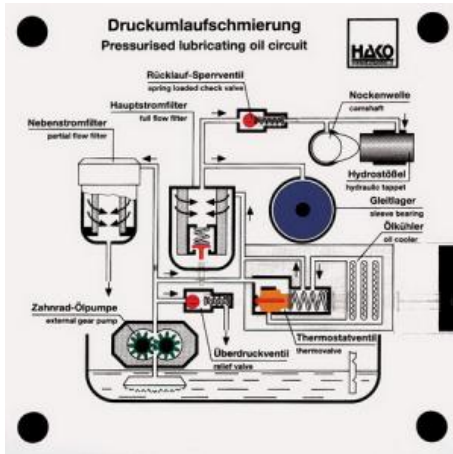 Druckumlaufschmierung
Pressurised lubricating oil circuit
HAKO
Rücklauf-Sperrventil
spring loaded check valve
Hauptstromfilter
full flow filter
Nockenwelle
camshaft
Nebenstromfilter
partial flow filter
Hydrostößel
hydraulic tappet
Gleitlager
sleeve bearing
Ölkühler
oil cooler
Zahnrad-Ölpumpe
external gear pump
Überdruckventil
relief valve
Thermostatventil
thermovalve